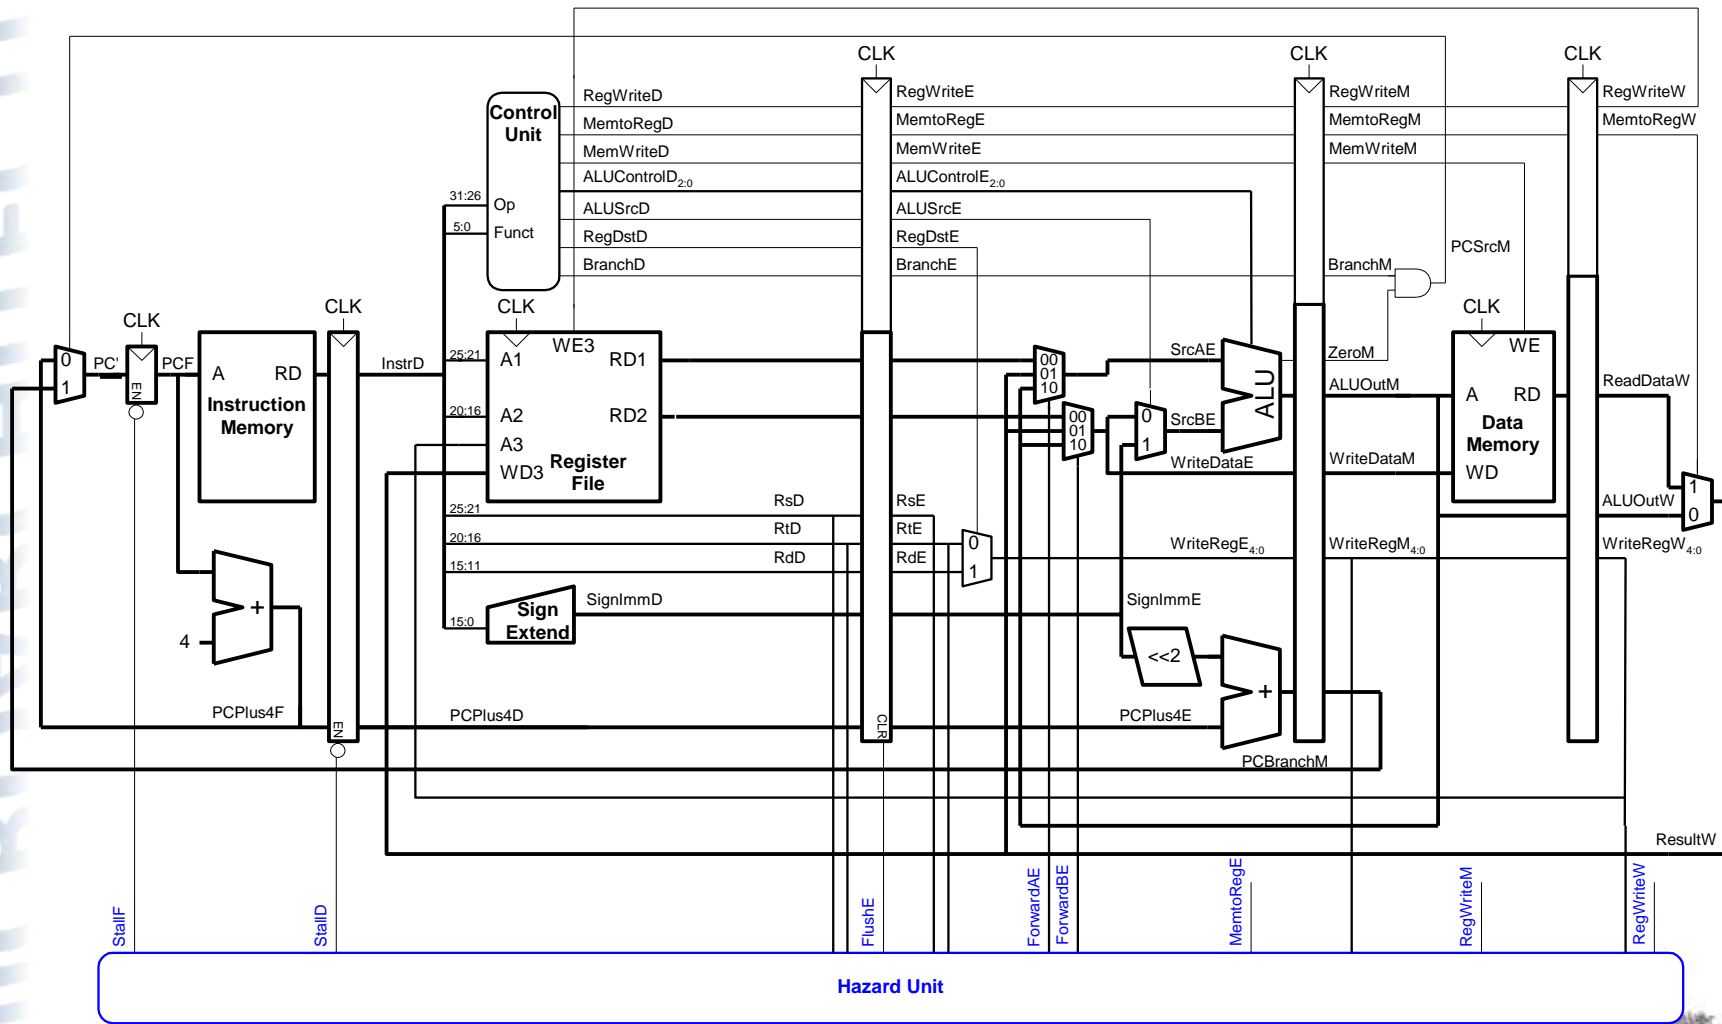 CLK CLK CLK
RegWriteD RegWriteE RegWriteM RegWriteW
Control
Unit
MemtoRegD MemtoRegE MemtoRegM MemtoRegW
MemWriteD MemWriteE MemWriteM
ALUControlD2:0 ALUControlE2:0
31:26 Op ALUSrcD ALUSrcE
5:0 Funct RegDstD RegDstE PCSrcM
BranchD BranchE BranchM
CLK CLK CLK CLK
0 PC' PCF InstrD 25:21 A1 WE3 RD1 00 SrcAE ZeroM WE
1 EN A RD 01 ALU ALUOutM ReadDataW
10 A RD
Instruction
Memory
20:16 A2 RD2 00 0 SrcBE Data
Memory
A3 01
10 1
WD3 Register
File
WriteDataE WriteDataM WD
25:21 RsD RsE 1 ALUOutW
0
20:16 RtD RtE 0 WriteRegE4:0 WriteRegM4:0 WriteRegW4:0
15:11 RdD RdE 1
+ 15:0 Sign
Extend
SignImmD SignImmE
4 <<2
+
PCPlus4F EN PCPlus4D CLR PCPlus4E
PCBranchM
ResultW
StallF StallD FlushE ForwardAE ForwardBE MemtoRegE RegWriteM RegWriteW
Hazard Unit